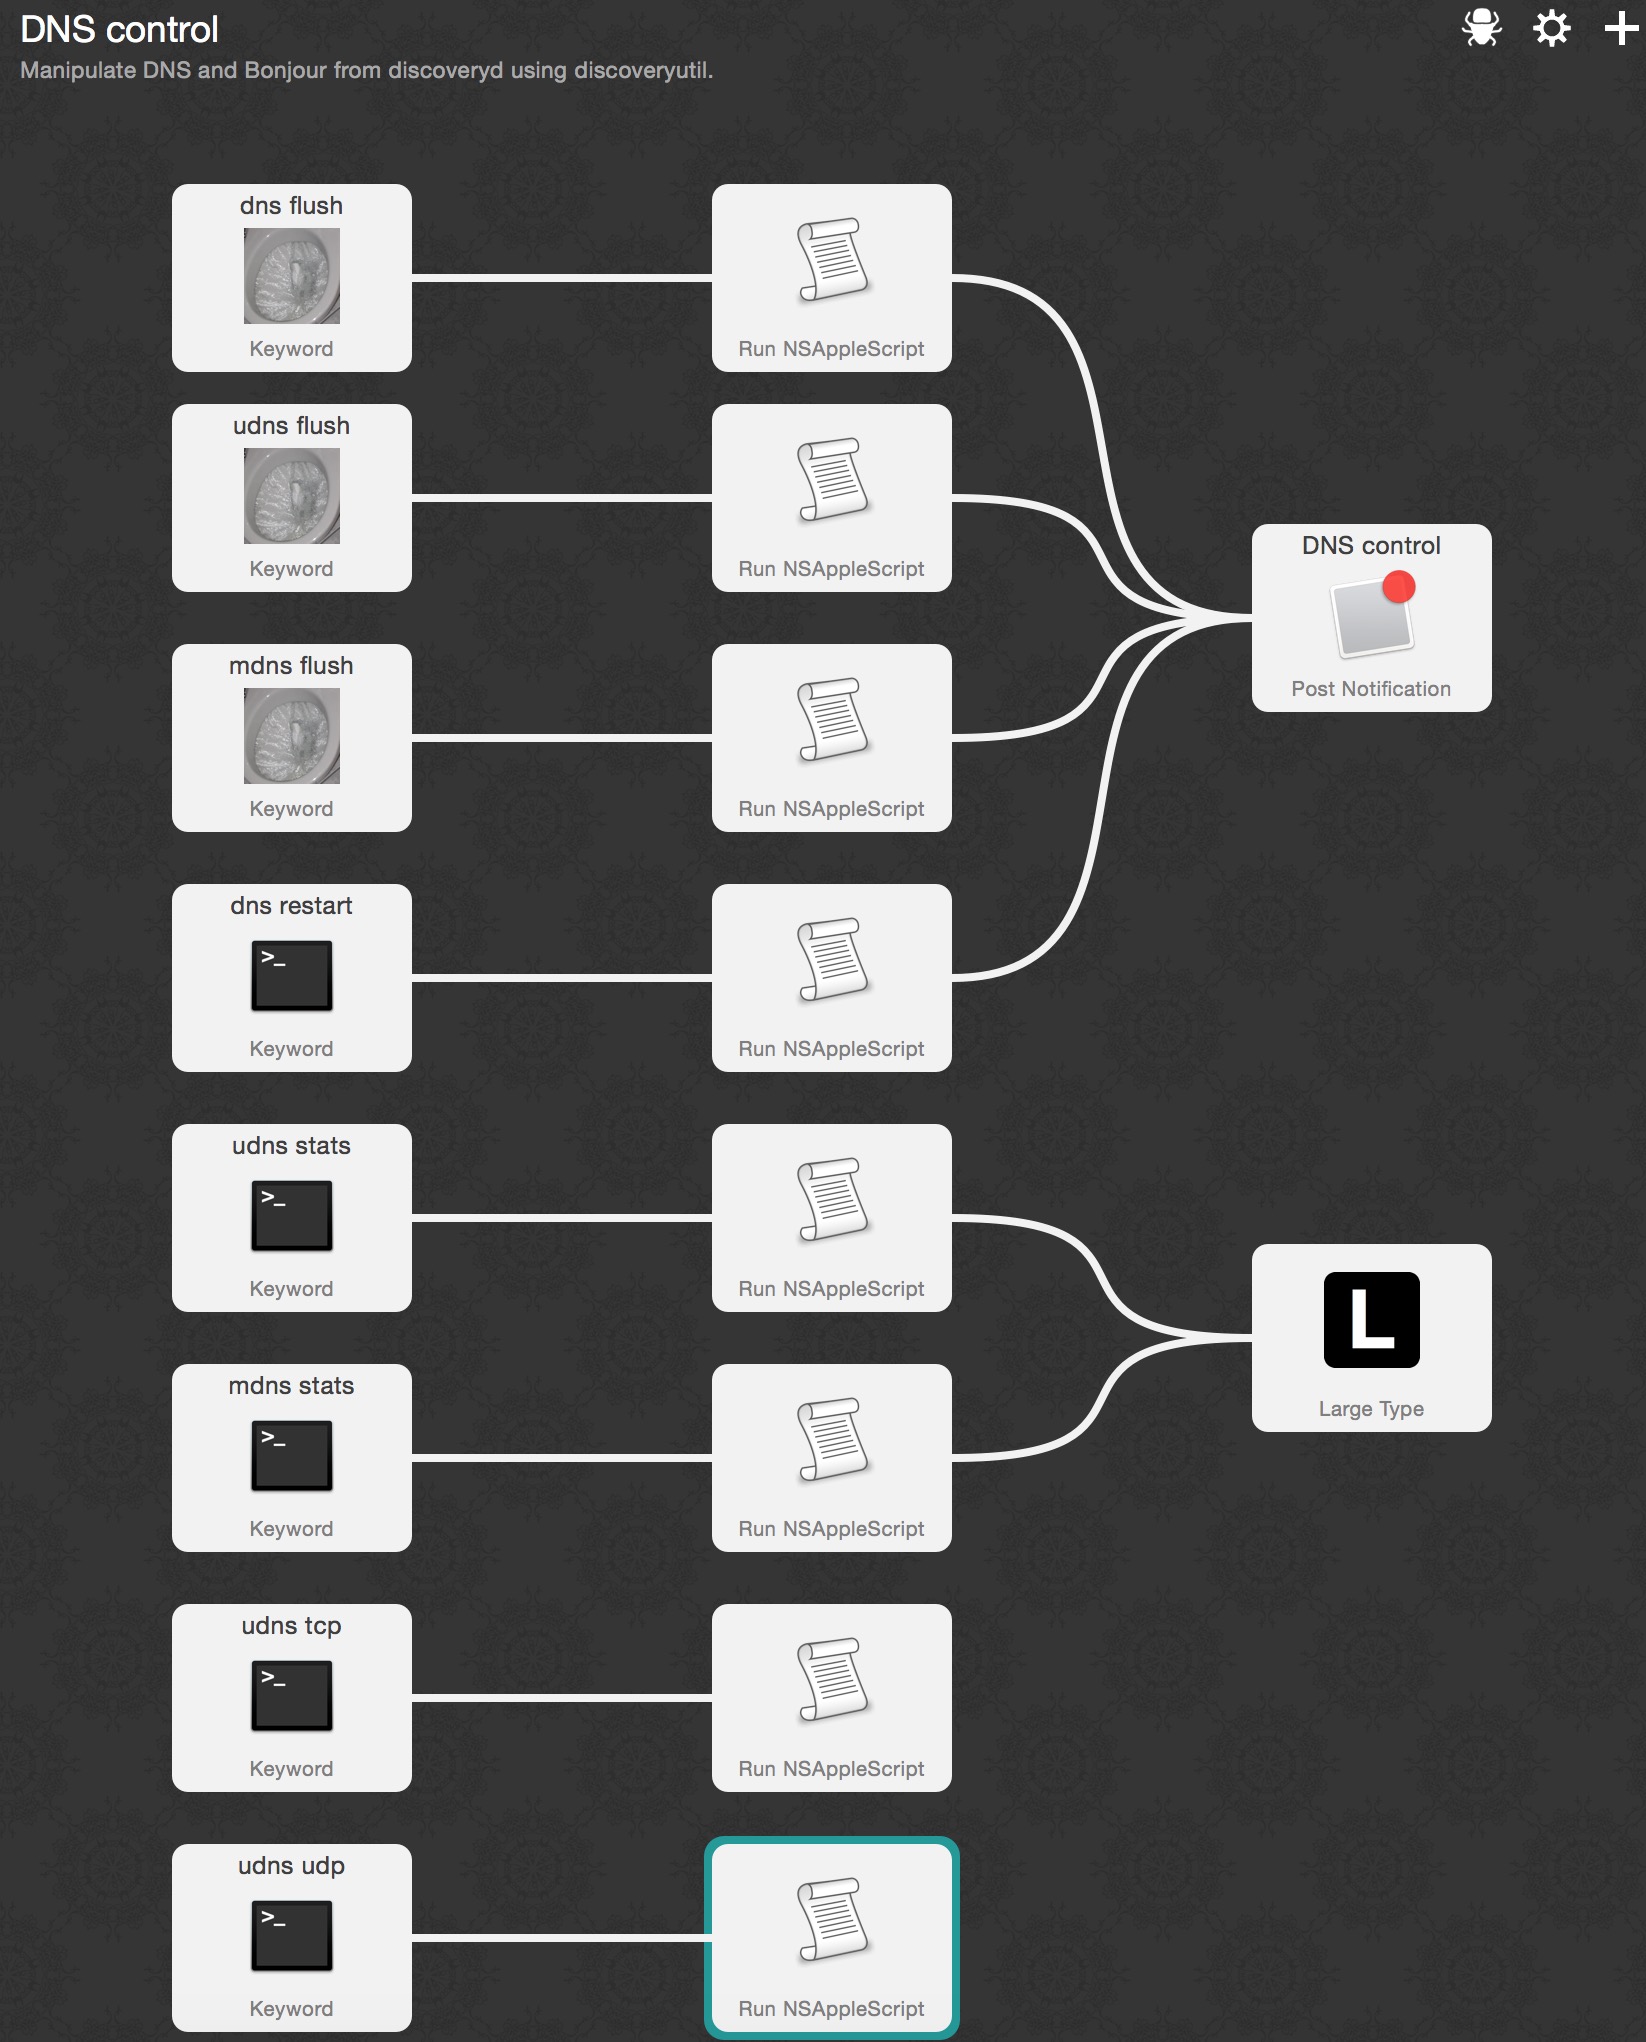 DNS control
Manipulate DNS and Bonjour from discoveryd using discoveryutil.
dns flush
Keyword
Run NSAppleScript
udns flush
Keyword
Run NSAppleScript
DNS control
Post Notification
mdns flush
Keyword
Run NSAppleScript
dns restart
>_
Keyword
Run NSAppleScript
udns stats
>_
Keyword
Run NSAppleScript
L
Large Type
mdns stats
>_
Keyword
Run NSAppleScript
udns tcp
>_
Keyword
Run NSAppleScript
udns udp
>_
Keyword
Run NSAppleScript